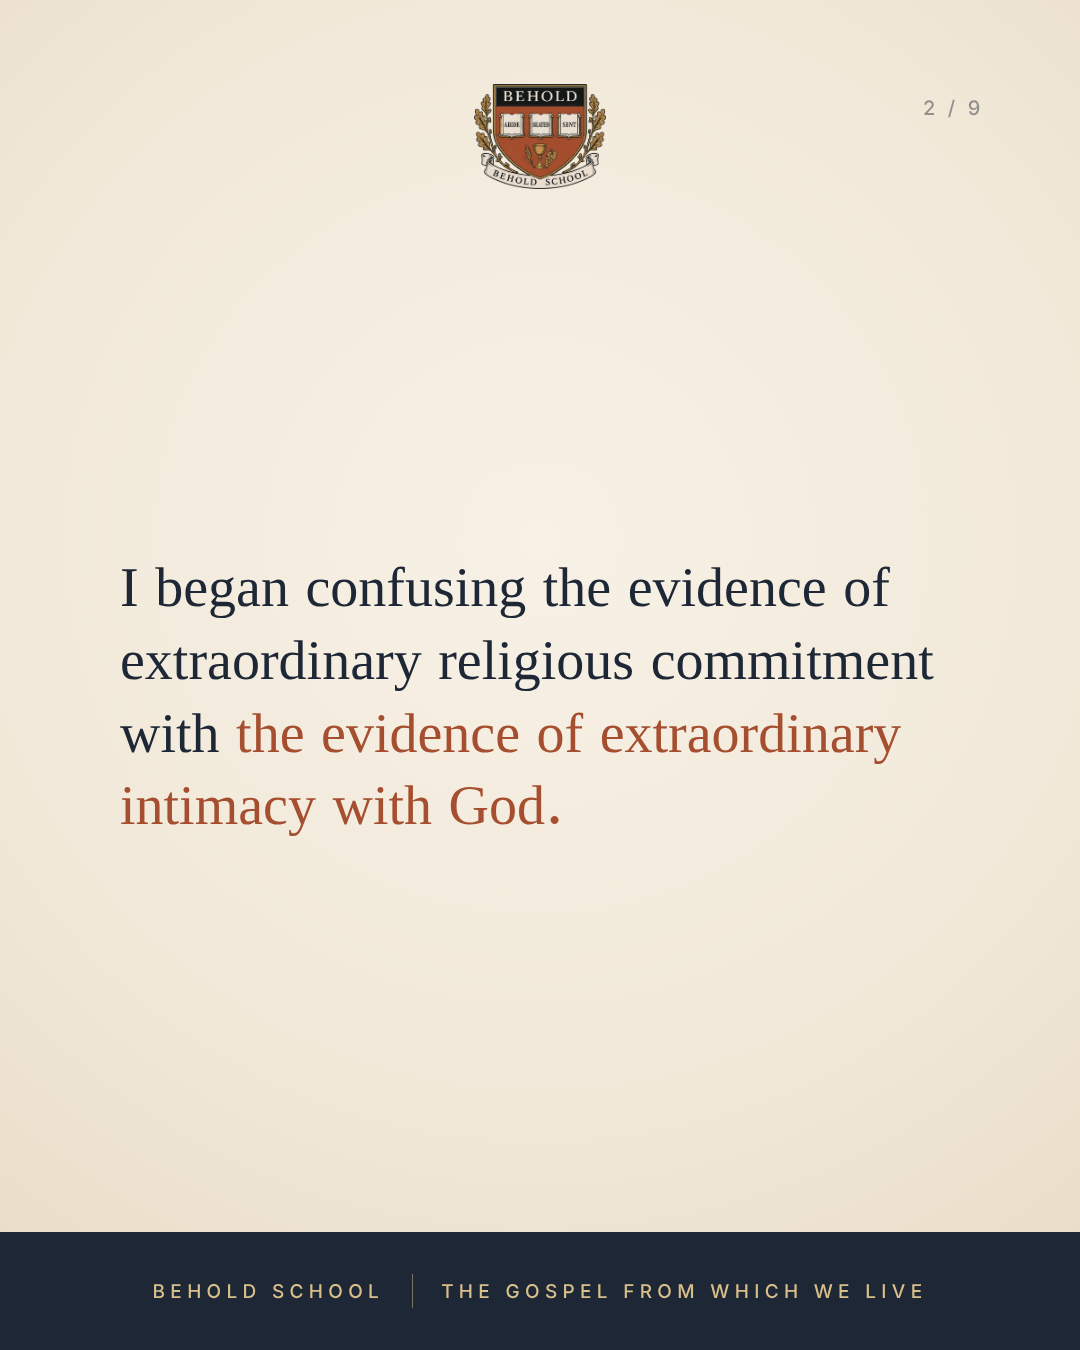 BEHOLD
ABIDE SEATED SENT
BEHOLD SCHOOL
2 / 9
I began confusing the evidence of
extraordinary religious commitment
with the evidence of extraordinary
intimacy with God.
BEHOLD SCHOOL | THE GOSPEL FROM WHICH WE LIVE